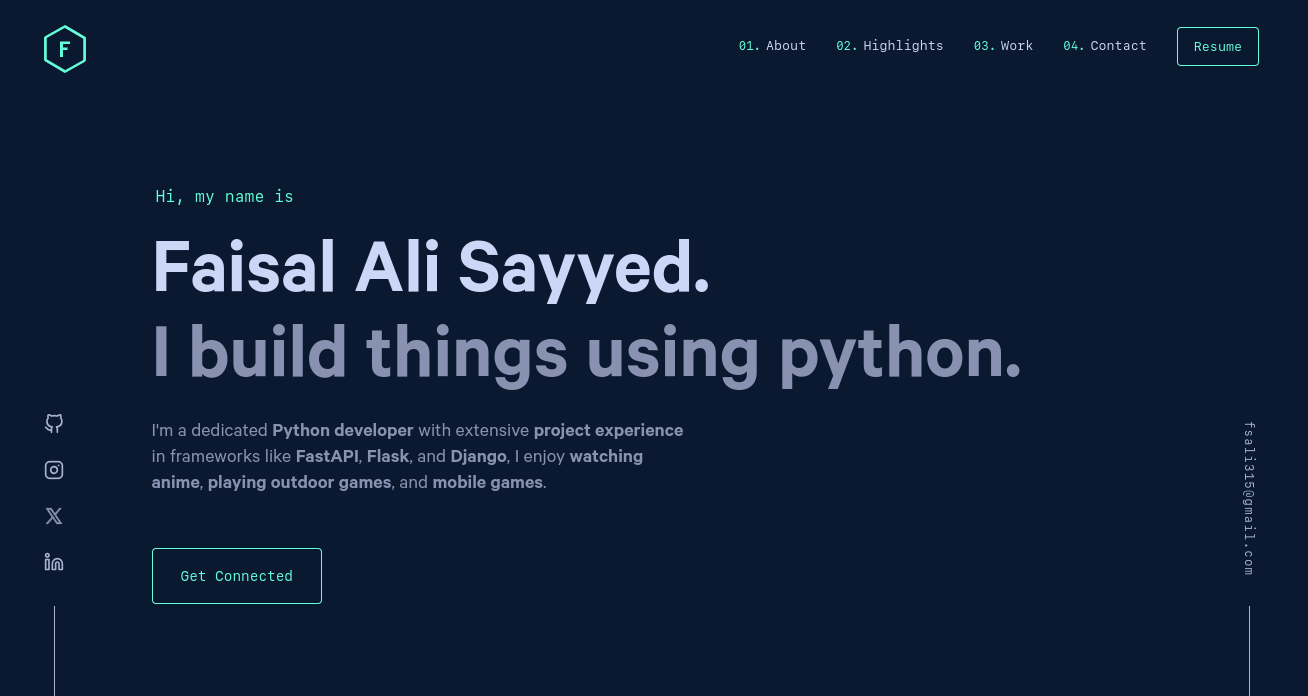 F
01. About 02. Highlights 03. Work 04. Contact Resume
Hi, my name is
Faisal Ali Sayyed.
I build things using python.
I'm a dedicated Python developer with extensive project experience
in frameworks like FastAPI, Flask, and Django, I enjoy watching
anime, playing outdoor games, and mobile games.
Get Connected
fsali315@gmail.com